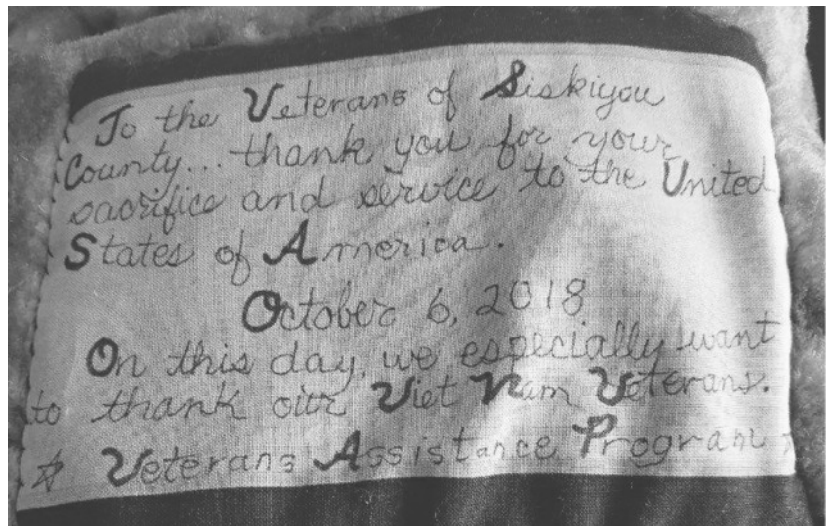 To the Veterans of Siskiyou
County... thank you for your
sacrifice and service to the United
States of America.
October 6, 2018
On this day, we especially want
to thank our Viet Nam Veterans.
☆ Veterans Assistance Program ☆